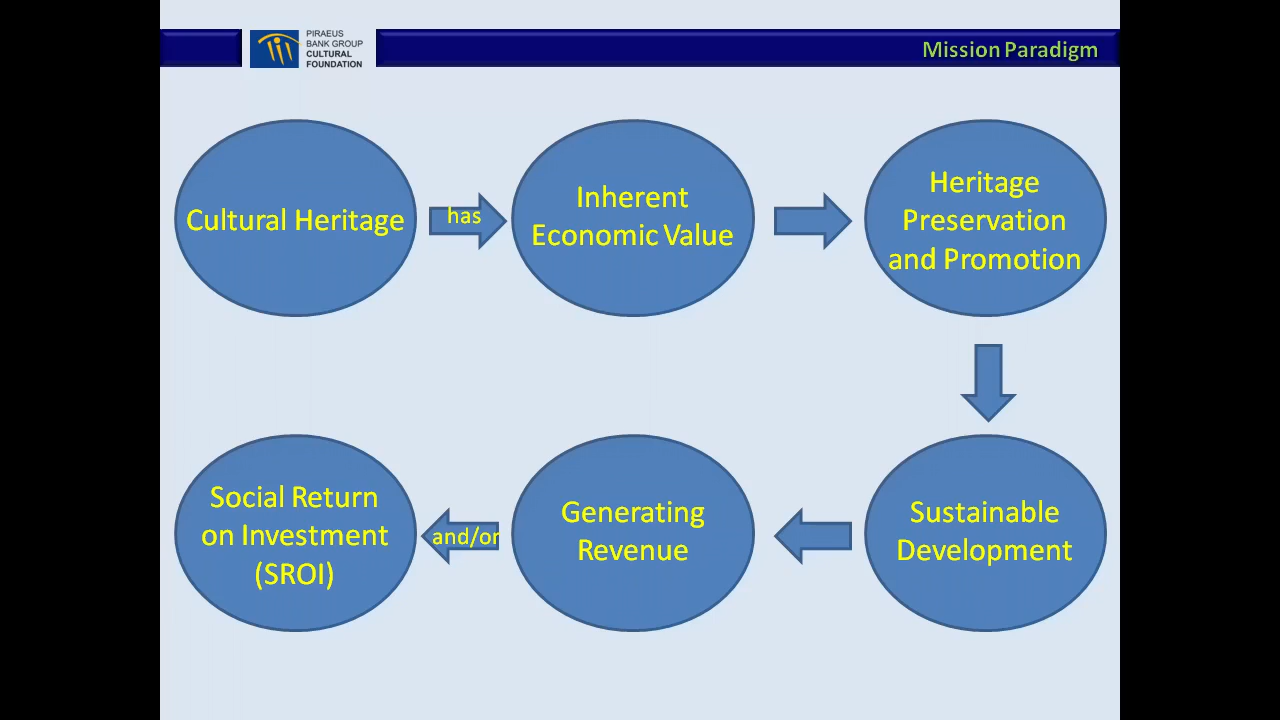 PIRAEUS
BANK GROUP
CULTURAL
FOUNDATION
Mission Paradigm
Cultural Heritage
has
Inherent
Economic Value
Heritage
Preservation
and Promotion
Social Return
on Investment
(SROI)
and/or
Generating
Revenue
Sustainable
Development